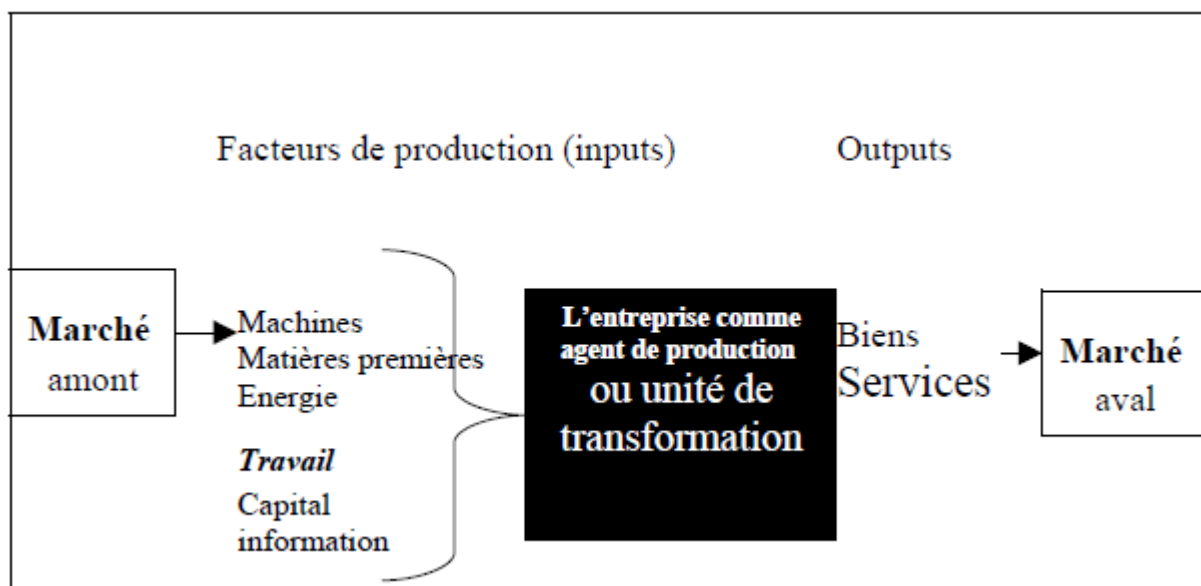 Facteurs de production (inputs)
Outputs
Marché
amont
Machines
Matières premières
Energie
Travail
Capital
information
L’entreprise comme
agent de production
ou unité de
transformation
Biens
Services
Marché
aval